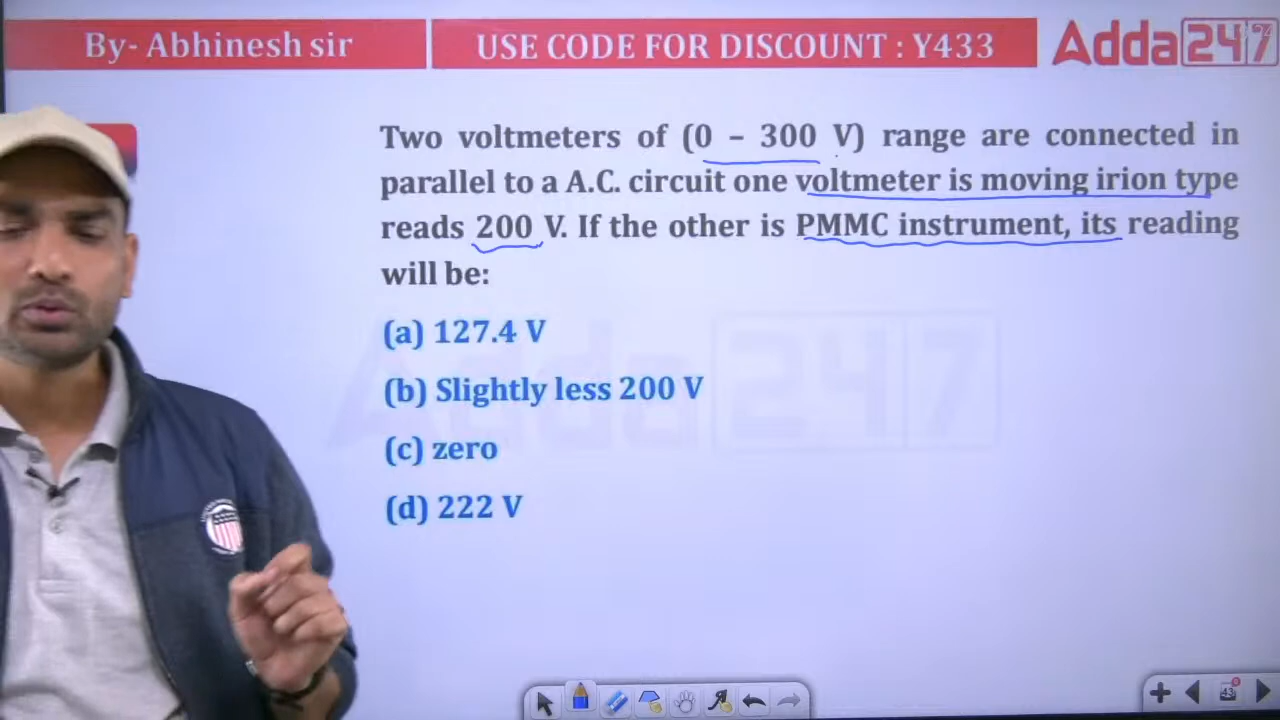 By- Abhinesh sir
USE CODE FOR DISCOUNT : Y433
Adda247
Two voltmeters of (0 – 300 V) range are connected in
parallel to a A.C. circuit one voltmeter is moving irion type
reads 200 V. If the other is PMMC instrument, its reading
will be:
(a) 127.4 V
(b) Slightly less 200 V
(c) zero
(d) 222 V
Adda247
43